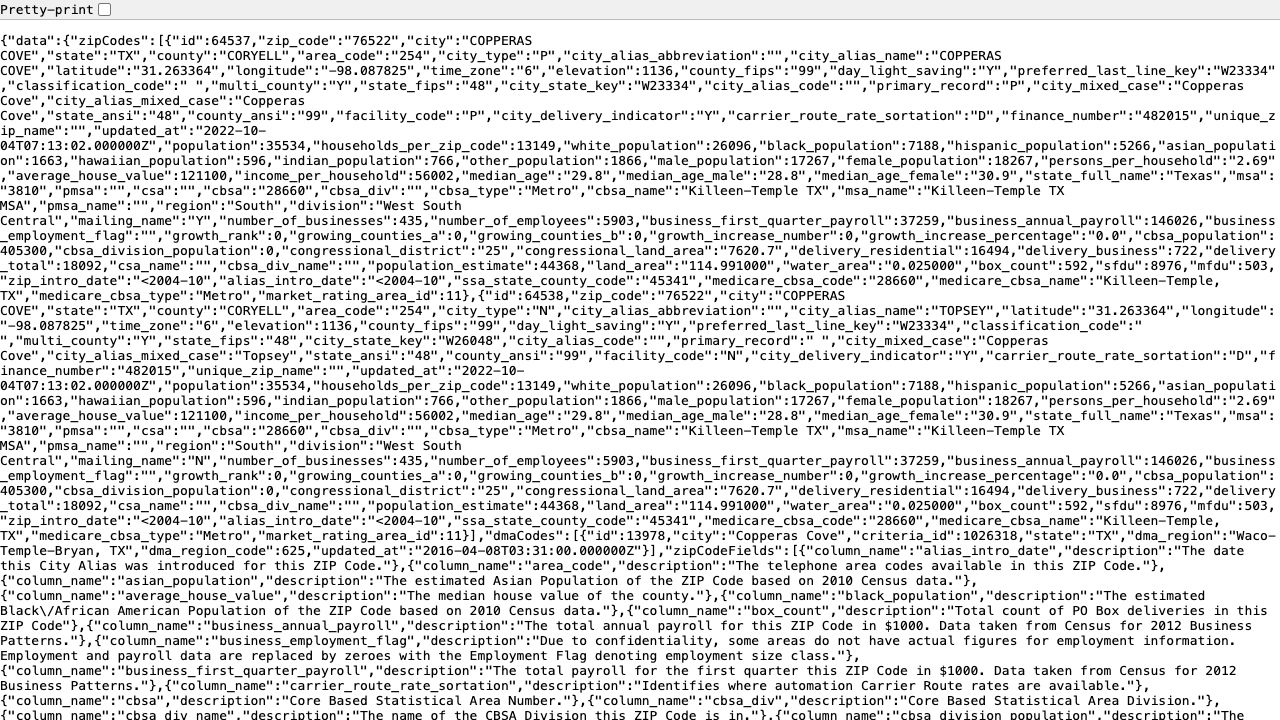 Pretty-print
{"data":{"zipCodes":[{"id":64537,"zip_code":"76522","city":"COPPERAS
COVE","state":"TX","county":"CORYELL","area_code":"254","city_type":"P","city_alias_abbreviation":"","city_alias_name":"COPPERAS
COVE","latitude":"31.263364","longitude":"-98.087825","time_zone":"6","elevation":1136,"county_fips":"99","day_light_saving":"Y","preferred_last_line_key":"W23334"
,"classification_code":" ","multi_county":"Y","state_fips":"48","city_state_key":"W23334","city_alias_code":"","primary_record":"P","city_mixed_case":"Copperas
Cove","city_alias_mixed_case":"Copperas
Cove","state_ansi":"48","county_ansi":"99","facility_code":"P","city_delivery_indicator":"Y","carrier_route_rate_sortation":"D","finance_number":"482015","unique_z
ip_name":"","updated_at":"2022-10-
04T07:13:02.000000Z","population":35534,"households_per_zip_code":13149,"white_population":26096,"black_population":7188,"hispanic_population":5266,"asian_populati
on":1663,"hawaiian_population":596,"indian_population":766,"other_population":1866,"male_population":17267,"female_population":18267,"persons_per_household":"2.69"
,"average_house_value":121100,"income_per_household":56002,"median_age":"29.8","median_age_male":"28.8","median_age_female":"30.9","state_full_name":"Texas","msa":
"3810","pmsa":"","csa":"","cbsa":"28660","cbsa_div":"","cbsa_type":"Metro","cbsa_name":"Killeen-Temple TX","msa_name":"Killeen-Temple TX
MSA","pmsa_name":"","region":"South","division":"West South
Central","mailing_name":"Y","number_of_businesses":435,"number_of_employees":5903,"business_first_quarter_payroll":37259,"business_annual_payroll":146026,"business
_employment_flag":"","growth_rank":0,"growing_counties_a":0,"growing_counties_b":0,"growth_increase_number":0,"growth_increase_percentage":"0.0","cbsa_population":
405300,"cbsa_division_population":0,"congressional_district":"25","congressional_land_area":"7620.7","delivery_residential":16494,"delivery_business":722,"delivery
_total":18092,"csa_name":"","cbsa_div_name":"","population_estimate":44368,"land_area":"114.991000","water_area":"0.025000","box_count":592,"sfdu":8976,"mfdu":503,
"zip_intro_date":"<2004-10","alias_intro_date":"<2004-10","ssa_state_county_code":"45341","medicare_cbsa_code":"28660","medicare_cbsa_name":"Killeen-Temple,
TX","medicare_cbsa_type":"Metro","market_rating_area_id":11},{"id":64538,"zip_code":"76522","city":"COPPERAS
COVE","state":"TX","county":"CORYELL","area_code":"254","city_type":"N","city_alias_abbreviation":"","city_alias_name":"TOPSEY","latitude":"31.263364","longitude":
"-98.087825","time_zone":"6","elevation":1136,"county_fips":"99","day_light_saving":"Y","preferred_last_line_key":"W23334","classification_code":"
","multi_county":"Y","state_fips":"48","city_state_key":"W26048","city_alias_code":"","primary_record":" ","city_mixed_case":"Copperas
Cove","city_alias_mixed_case":"Topsey","state_ansi":"48","county_ansi":"99","facility_code":"N","city_delivery_indicator":"Y","carrier_route_rate_sortation":"D","f
inance_number":"482015","unique_zip_name":"","updated_at":"2022-10-
04T07:13:02.000000Z","population":35534,"households_per_zip_code":13149,"white_population":26096,"black_population":7188,"hispanic_population":5266,"asian_populati
on":1663,"hawaiian_population":596,"indian_population":766,"other_population":1866,"male_population":17267,"female_population":18267,"persons_per_household":"2.69"
,"average_house_value":121100,"income_per_household":56002,"median_age":"29.8","median_age_male":"28.8","median_age_female":"30.9","state_full_name":"Texas","msa":
"3810","pmsa":"","csa":"","cbsa":"28660","cbsa_div":"","cbsa_type":"Metro","cbsa_name":"Killeen-Temple TX","msa_name":"Killeen-Temple TX
MSA","pmsa_name":"","region":"South","division":"West South
Central","mailing_name":"N","number_of_businesses":435,"number_of_employees":5903,"business_first_quarter_payroll":37259,"business_annual_payroll":146026,"business
_employment_flag":"","growth_rank":0,"growing_counties_a":0,"growing_counties_b":0,"growth_increase_number":0,"growth_increase_percentage":"0.0","cbsa_population":
405300,"cbsa_division_population":0,"congressional_district":"25","congressional_land_area":"7620.7","delivery_residential":16494,"delivery_business":722,"delivery
_total":18092,"csa_name":"","cbsa_div_name":"","population_estimate":44368,"land_area":"114.991000","water_area":"0.025000","box_count":592,"sfdu":8976,"mfdu":503,
"zip_intro_date":"<2004-10","alias_intro_date":"<2004-10","ssa_state_county_code":"45341","medicare_cbsa_code":"28660","medicare_cbsa_name":"Killeen-Temple,
TX","medicare_cbsa_type":"Metro","market_rating_area_id":11}],"dmaCodes":[{"id":13978,"city":"Copperas Cove","criteria_id":1026318,"state":"TX","dma_region":"Waco-
Temple-Bryan, TX","dma_region_code":625,"updated_at":"2016-04-08T03:31:00.000000Z"}],"zipCodeFields":[{"column_name":"alias_intro_date","description":"The date
this City Alias was introduced for this ZIP Code."},{"column_name":"area_code","description":"The telephone area codes available in this ZIP Code."},
{"column_name":"asian_population","description":"The estimated Asian Population of the ZIP Code based on 2010 Census data."},
{"column_name":"average_house_value","description":"The median house value of the county."},{"column_name":"black_population","description":"The estimated
Black\/African American Population of the ZIP Code based on 2010 Census data."},{"column_name":"box_count","description":"Total count of PO Box deliveries in this
ZIP Code"},{"column_name":"business_annual_payroll","description":"The total annual payroll for this ZIP Code in $1000. Data taken from Census for 2012 Business
Patterns."},{"column_name":"business_employment_flag","description":"Due to confidentiality, some areas do not have actual figures for employment information.
Employment and payroll data are replaced by zeroes with the Employment Flag denoting employment size class."},
{"column_name":"business_first_quarter_payroll","description":"The total payroll for the first quarter this ZIP Code in $1000. Data taken from Census for 2012
Business Patterns."},{"column_name":"carrier_route_rate_sortation","description":"Identifies where automation Carrier Route rates are available."},
{"column_name":"cbsa","description":"Core Based Statistical Area Number."},{"column_name":"cbsa_div","description":"Core Based Statistical Area Division."},
{"column_name":"cbsa_div_name","description":"The name of the CBSA Division this ZIP Code is in."},{"column_name":"cbsa_division_population","description":"The